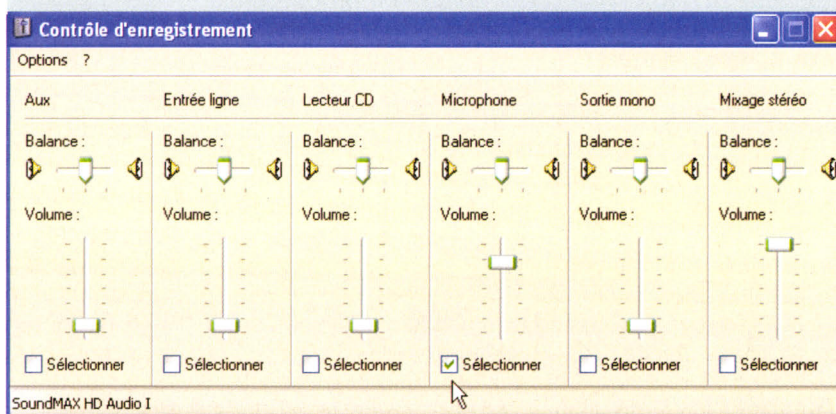 Contrôle d'enregistrement
Options ?
Aux Entrée ligne Lecteur CD Microphone Sortie mono Mixage stéréo
Balance : Balance : Balance : Balance : Balance : Balance :
Volume : Volume : Volume : Volume : Volume : Volume :
Sélectionner Sélectionner Sélectionner Sélectionner Sélectionner Sélectionner
SoundMAX HD Audio I